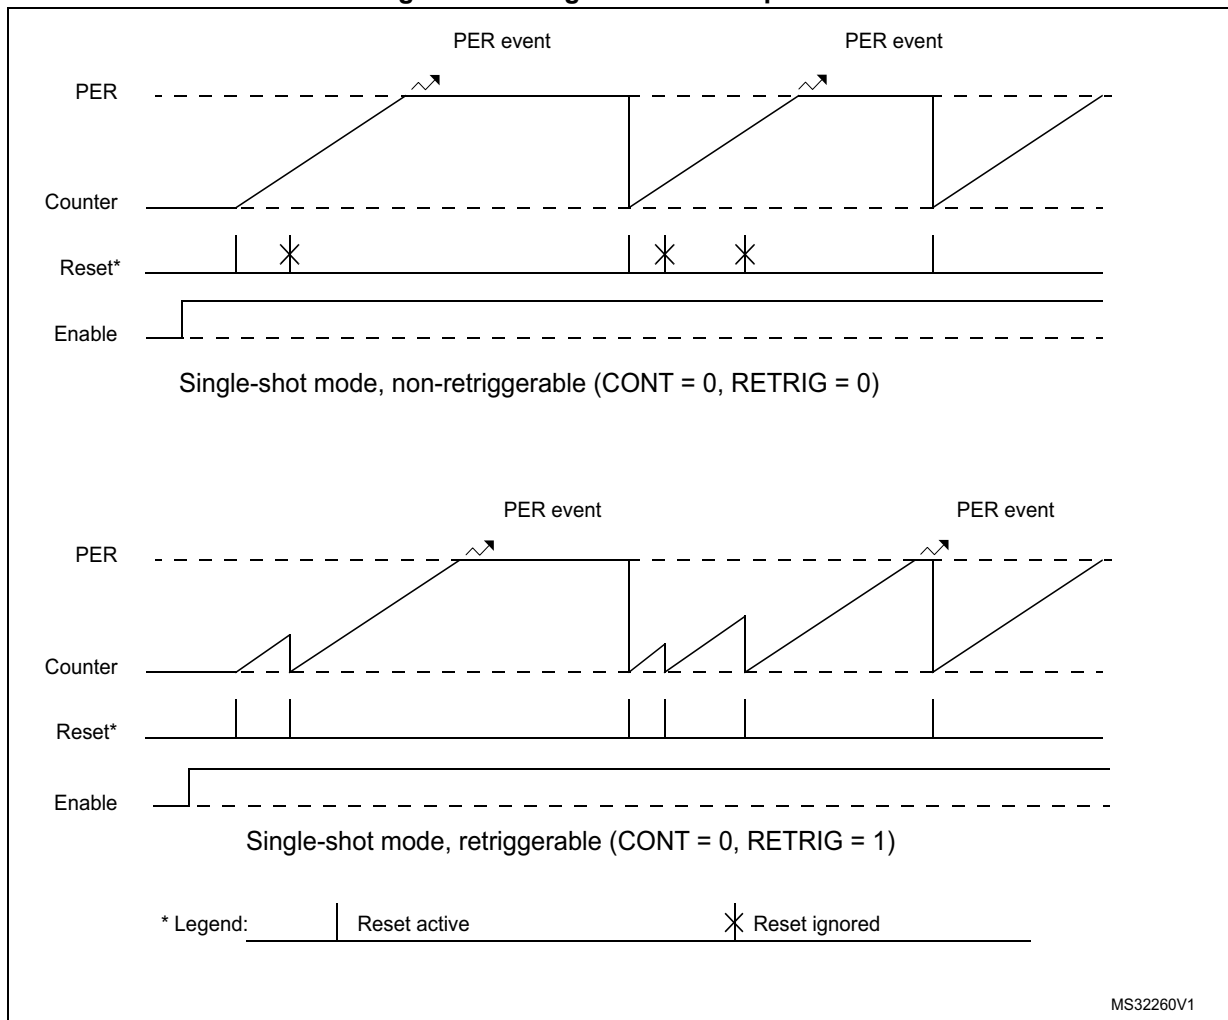 PER event PER event
PER
Counter
Reset*
Enable
Single-shot mode, non-retriggerable (CONT = 0, RETRIG = 0)
PER event PER event
PER
Counter
Reset*
Enable
Single-shot mode, retriggerable (CONT = 0, RETRIG = 1)
* Legend: Reset active Reset ignored
MS32260V1